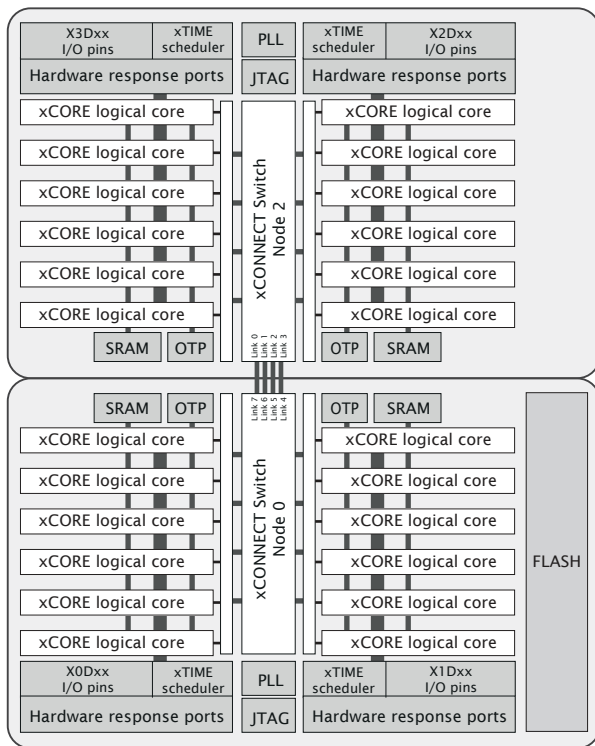 X3Dxx
I/O pins
xTIME
scheduler
PLL
xTIME
scheduler
X2Dxx
I/O pins
Hardware response ports
JTAG
Hardware response ports
xCORE logical core
xCORE logical core
xCORE logical core
xCORE logical core
xCORE logical core
xCORE logical core
xCORE logical core
xCORE logical core
xCORE logical core
xCORE logical core
xCORE logical core
xCORE logical core
xCONNECT Switch
Node 2
SRAM
OTP
Link 0
Link 1
Link 2
Link 3
OTP
SRAM
SRAM
OTP
Link 7
Link 6
Link 5
Link 4
OTP
SRAM
xCORE logical core
xCORE logical core
xCORE logical core
xCORE logical core
xCORE logical core
xCORE logical core
xCORE logical core
xCORE logical core
xCORE logical core
xCORE logical core
xCORE logical core
xCORE logical core
xCONNECT Switch
Node 0
FLASH
X0Dxx
I/O pins
xTIME
scheduler
PLL
xTIME
scheduler
X1Dxx
I/O pins
Hardware response ports
JTAG
Hardware response ports